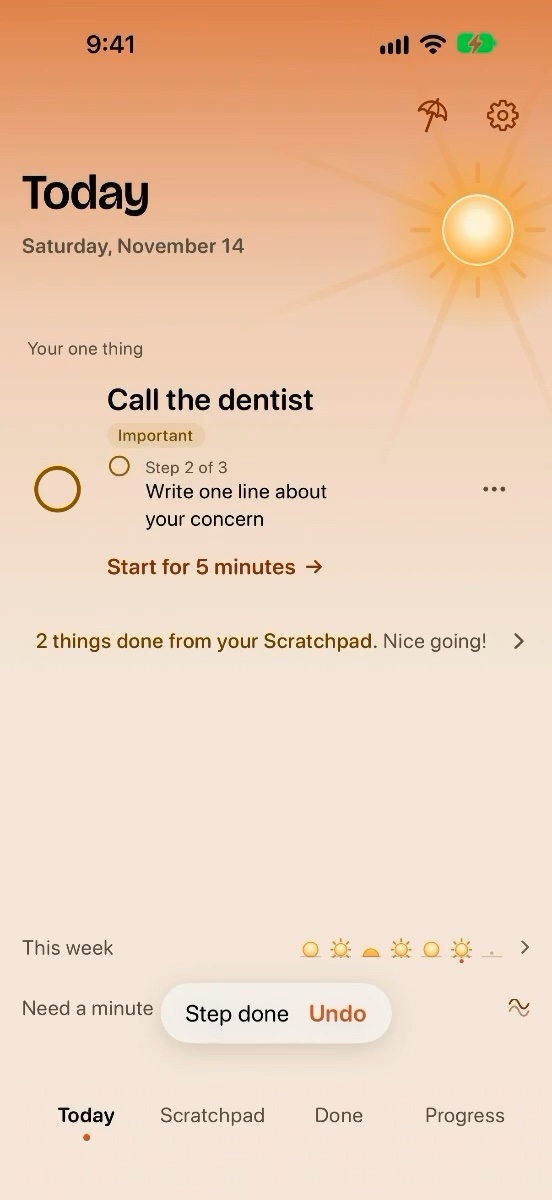 9:41
Today
Saturday, November 14
Your one thing
Call the dentist
Important
Step 2 of 3
Write one line about
your concern
Start for 5 minutes →
2 things done from your Scratchpad. Nice going!
This week
Need a minute
Step done Undo
Today Scratchpad Done Progress